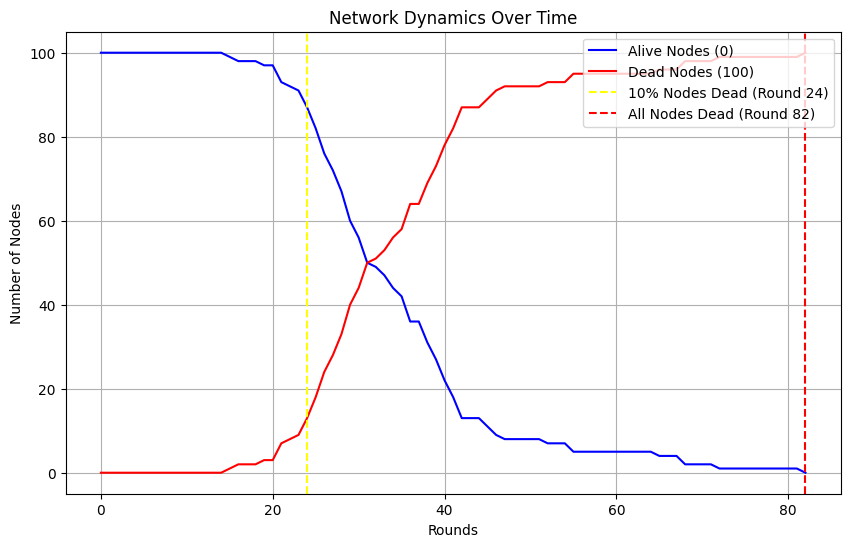 Network Dynamics Over Time
Alive Nodes (0)
Dead Nodes (100)
10% Nodes Dead (Round 24)
All Nodes Dead (Round 82)
Number of Nodes
100
80
60
40
20
0
0 20 40 60 80
Rounds